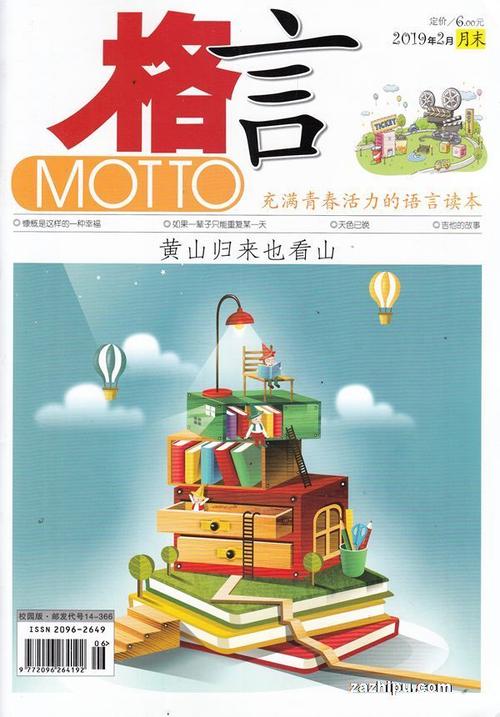 定价/6.00元
2019年2月 月末
格言
TICKET
MOTTO
充满青春活力的语言读本
◎慷慨是这样的一种幸福 ◎如果一辈子只能重复某一天 ◎天色已晚 ◎吉他的故事
黄山归来也看山
校园版·邮发代号14-366
ISSN 2096-2649
06
9 772096 264192
zazhipu.com